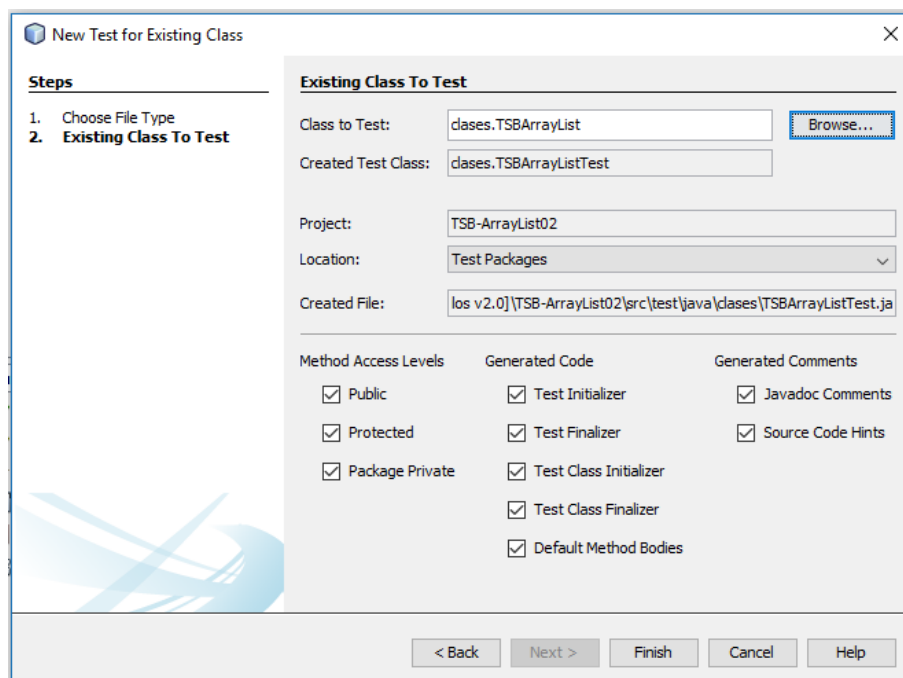 New Test for Existing Class
Steps
1. Choose File Type
2. Existing Class To Test
Existing Class To Test
Class to Test: clases.TSBArrayList Browse...
Created Test Class: clases.TSBArrayListTest
Project: TSB-ArrayList02
Location: Test Packages
Created File: los v2.0]\TSB-ArrayList02\src\test\java\clases\TSBArrayListTest.ja
Method Access Levels Generated Code Generated Comments
Public Test Initializer Javadoc Comments
Protected Test Finalizer Source Code Hints
Package Private Test Class Initializer
Test Class Finalizer
Default Method Bodies
< Back Next > Finish Cancel Help